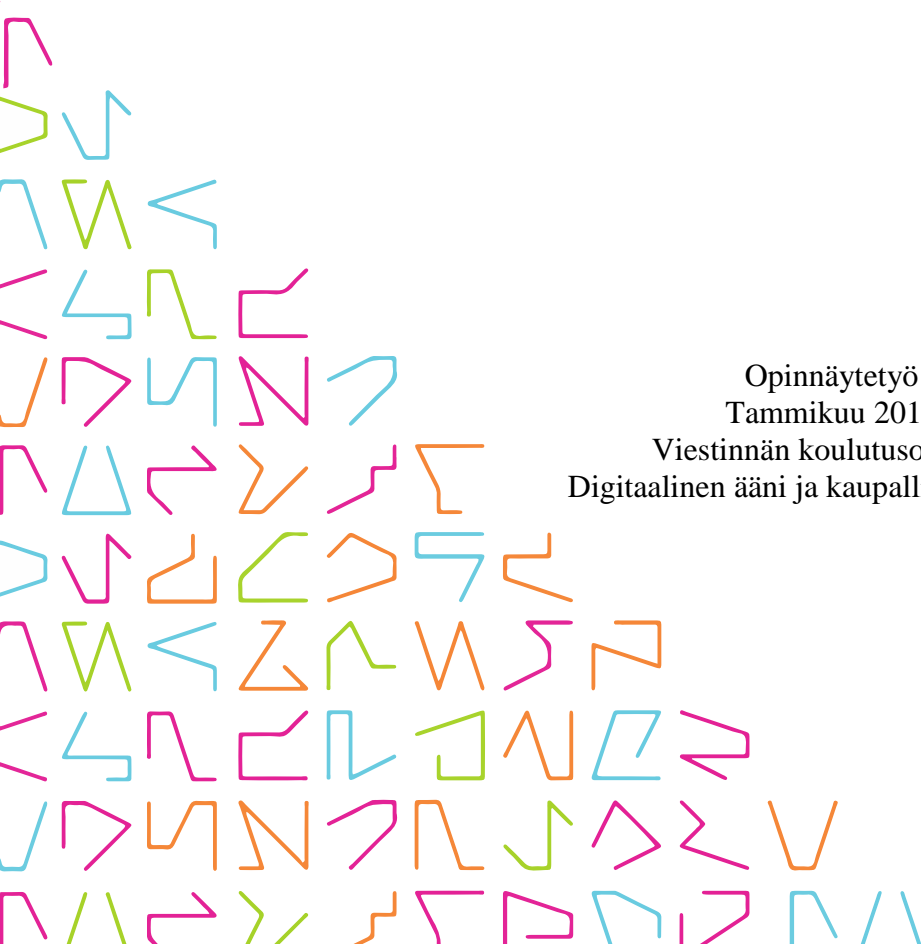 Opinnäytetyö
Tammikuu 201
Viestinnän koulutuso
Digitaalinen ääni ja kaupall